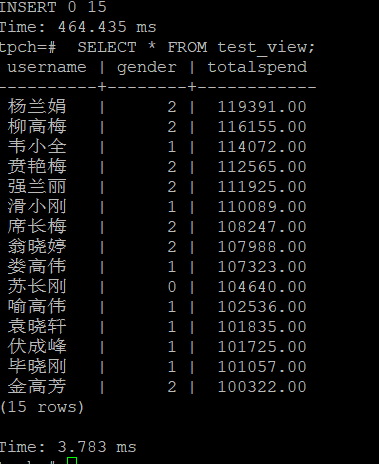 INSERT 0 15
Time: 464.435 ms
tpch=#  SELECT * FROM test_view;
 username | gender | totalspend
----------+--------+------------
 杨兰娟   |      2 |  119391.00
 柳高梅   |      2 |  116155.00
 韦小全   |      1 |  114072.00
 贲艳梅   |      2 |  112565.00
 强兰丽   |      2 |  111925.00
 滑小刚   |      1 |  110089.00
 席长梅   |      2 |  108247.00
 翁晓婷   |      2 |  107988.00
 娄高伟   |      1 |  107323.00
 苏长刚   |      0 |  104640.00
 喻高伟   |      1 |  102536.00
 袁晓轩   |      1 |  101835.00
 伏成峰   |      1 |  101725.00
 毕晓刚   |      1 |  101057.00
 金高芳   |      2 |  100322.00
(15 rows)
Time: 3.783 ms